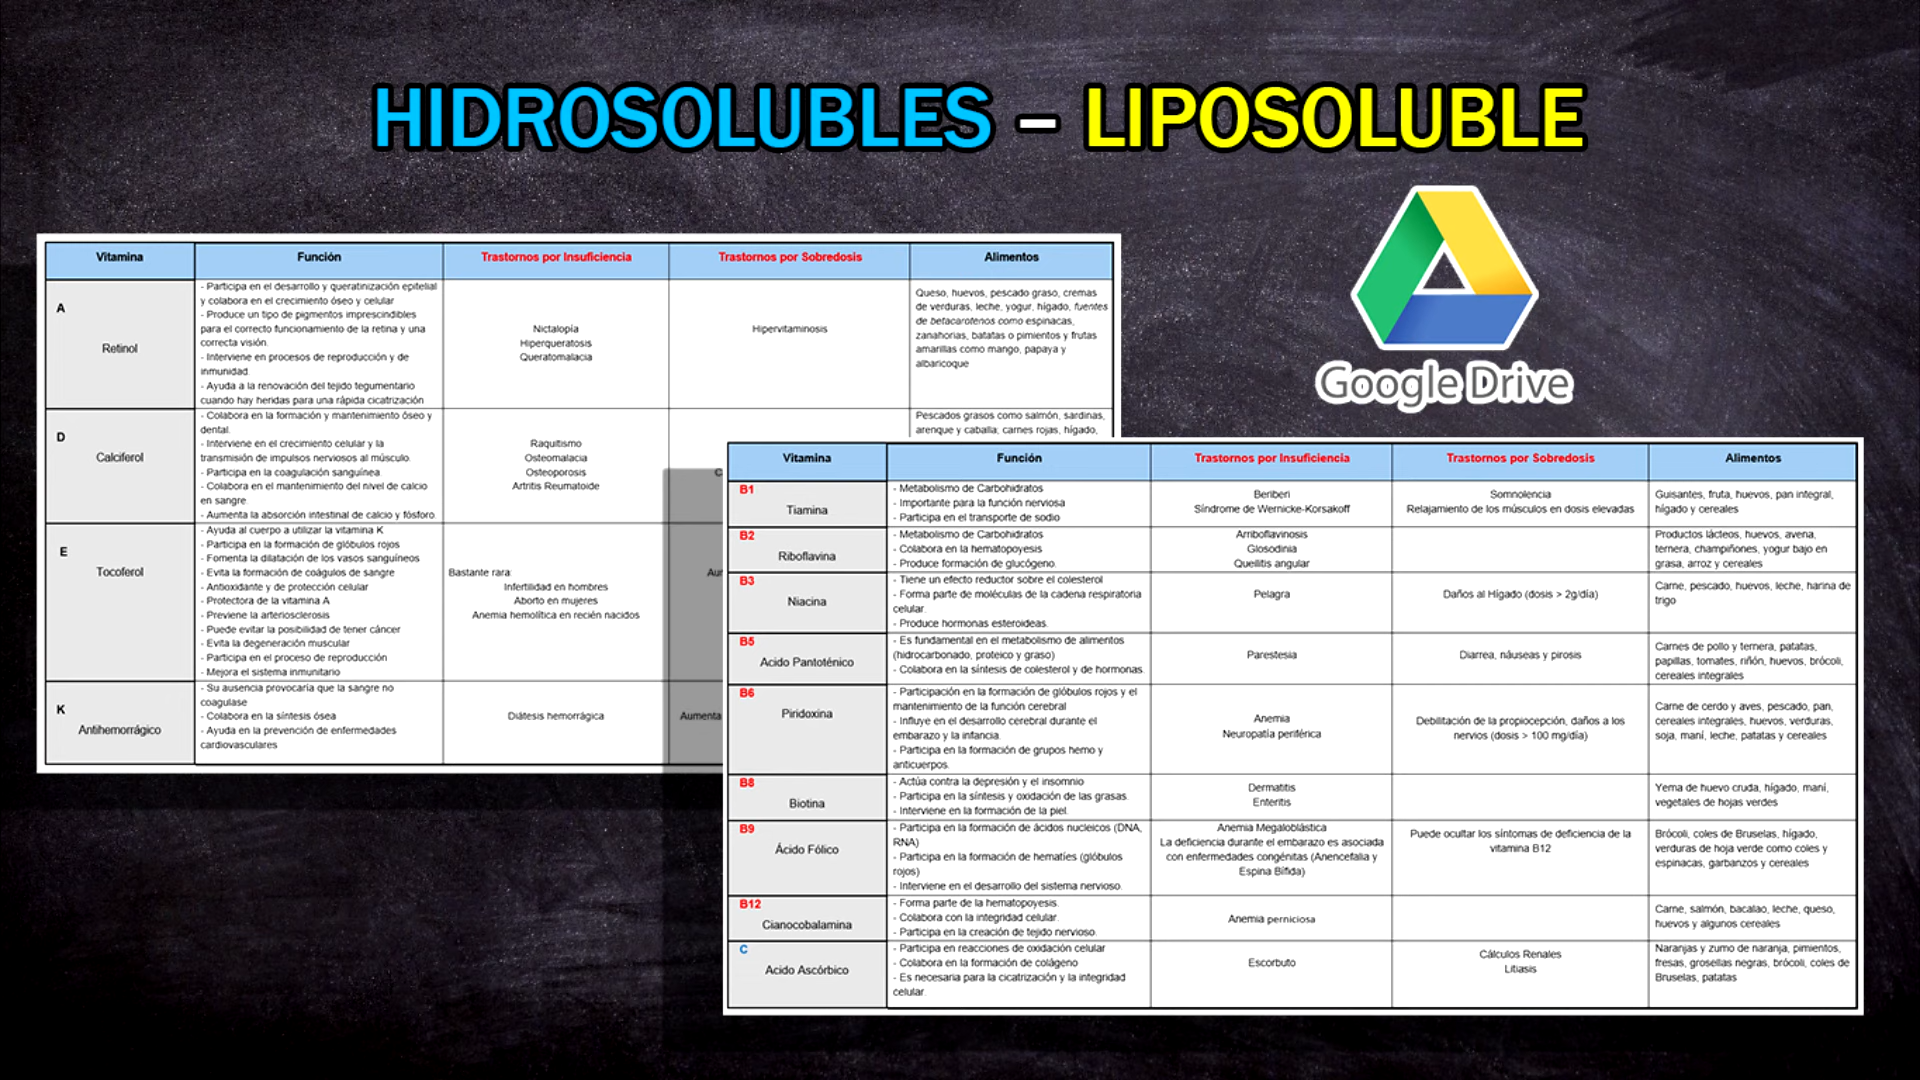 HIDROSOLUBLES – LIPOSOLUBLE
Google Drive
Vitamina Función Trastornos por Insuficiencia Trastornos por Sobredosis Alimentos
A
Retinol
- Participa en el desarrollo y queratinización epitelial
y colabora en el crecimiento óseo y celular
- Produce un tipo de pigmentos imprescindibles
para el correcto funcionamiento de la retina y una
correcta visión.
- Interviene en procesos de reproducción y de
inmunidad
- Ayuda a la renovación del tejido tegumentario
cuando hay heridas para una rápida cicatrización
Nictalopía
Hiperqueratosis
Queratomalacia
Hipervitaminosis
Queso, huevos, pescado graso, cremas
de verduras, leche, yogur, hígado, fuentes
de betacarotenos como espinacas,
zanahorias, batatas o pimientos y frutas
amarillas como mango, papaya y
albaricoque
D
Calciferol
- Colabora en la formación y mantenimiento óseo y
dental.
- Interviene en el crecimiento celular y la
transmisión de impulsos nerviosos al músculo.
- Participa en la coagulación sanguínea
- Colabora en el mantenimiento del nivel de calcio
en sangre
- Aumenta la absorción intestinal de calcio y fósforo.
Raquitismo
Osteomalacia
Osteoporosis
Artritis Reumatoide
Pescados grasos como salmón, sardinas,
arenque y caballa, carnes rojas, hígado,
E
Tocoferol
- Ayuda al cuerpo a utilizar la vitamina K
- Participa en la formación de glóbulos rojos
- Fomenta la dilatación de los vasos sanguíneos
- Evita la formación de coágulos de sangre
- Antioxidante y de protección celular
- Protectora de la vitamina A
- Previene la arteriosclerosis
- Puede evitar la posibilidad de tener cáncer
- Evita la degeneración muscular
- Participa en el proceso de reproducción
- Mejora el sistema inmunitario
Bastante rara:
Infertilidad en hombres
Aborto en mujeres
Anemia hemolítica en recién nacidos
K
Antihemorrágico
- Su ausencia provocaría que la sangre no
coagulase
- Colabora en la síntesis ósea
- Ayuda en la prevención de enfermedades
cardiovasculares
Diátesis hemorrágica
Aumenta
Vitamina Función Trastornos por Insuficiencia Trastornos por Sobredosis Alimentos
B1
Tiamina
- Metabolismo de Carbohidratos
- Importante para la función nerviosa
- Participa en el transporte de sodio
Beriberi
Síndrome de Wernicke-Korsakoff
Somnolencia
Relajamiento de los músculos en dosis elevadas
Guisantes, fruta, huevos, pan integral,
hígado y cereales
B2
Riboflavina
- Metabolismo de Carbohidratos
- Colabora en la hematopoyesis
- Produce formación de glucógeno.
Arriboflavinosis
Glosodinia
Queilitis angular
Productos lácteos, huevos, avena,
ternera, champiñones, yogur bajo en
grasa, arroz y cereales
B3
Niacina
- Tiene un efecto reductor sobre el colesterol
- Forma parte de moléculas de la cadena respiratoria
celular.
- Produce hormonas esteroideas.
Pelagra
Daños al Hígado (dosis > 2g/día)
Carne, pescado, huevos, leche, harina de
trigo
B5
Acido Pantoténico
- Es fundamental en el metabolismo de alimentos
(hidrocarbonado, proteico y graso)
- Colabora en la síntesis de colesterol y de hormonas.
Parestesia
Diarrea, náuseas y pirosis
Carnes de pollo y ternera, patatas,
papillas, tomates, riñón, huevos, brócoli,
cereales integrales
B6
Piridoxina
- Participación en la formación de glóbulos rojos y el
mantenimiento de la función cerebral
- Influye en el desarrollo cerebral durante el
embarazo y la infancia.
- Participa en la formación de grupos hemo y
anticuerpos.
Anemia
Neuropatía periférica
Debilitación de la propiocepción, daños a los
nervios (dosis > 100 mg/día)
Carne de cerdo y aves, pescado, pan,
cereales integrales, huevos, verduras,
soja, maní, leche, patatas y cereales
B8
Biotina
- Actúa contra la depresión y el insomnio
- Participa en la síntesis y oxidación de las grasas.
- Interviene en la formación de la piel.
Dermatitis
Enteritis
Yema de huevo cruda, hígado, maní,
vegetales de hojas verdes
B9
Ácido Fólico
- Participa en la formación de ácidos nucleicos (DNA,
RNA)
- Participa en la formación de hematíes (glóbulos
rojos)
- Interviene en el desarrollo del sistema nervioso.
Anemia Megaloblástica
La deficiencia durante el embarazo es asociada
con enfermedades congénitas (Anencefalia y
Espina Bífida)
Puede ocultar los síntomas de deficiencia de la
vitamina B12
Brócoli, coles de Bruselas, hígado,
verduras de hoja verde como coles y
espinacas, garbanzos y cereales
B12
Cianocobalamina
- Forma parte de la hematopoyesis.
- Colabora con la integridad celular.
- Participa en la creación de tejido nervioso.
Anemia perniciosa
Carne, salmón, bacalao, leche, queso,
huevos y algunos cereales
C
Acido Ascórbico
- Participa en reacciones de oxidación celular
- Colabora en la formación de colágeno
- Es necesaria para la cicatrización y la integridad
celular.
Escorbuto
Cálculos Renales
Litiasis
Naranjas y zumo de naranja, pimientos,
fresas, grosellas negras, brócoli, coles de
Bruselas, patatas